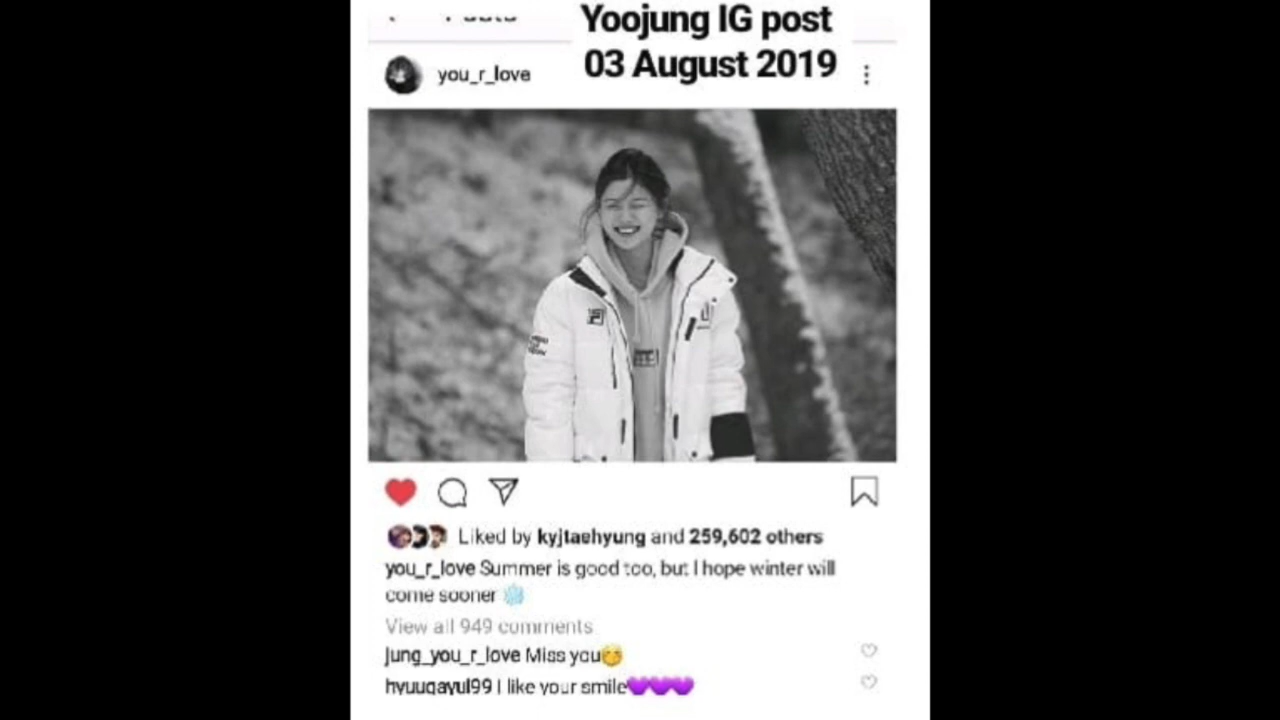 Yoojung IG post
03 August 2019
you_r_love
Liked by kyjtaehyung and 259,602 others
you_r_love Summer is good too, but I hope winter will
come sooner ❄️
View all 949 comments
jung_you_r_love Miss you🤭
I like your smile💜💜💜